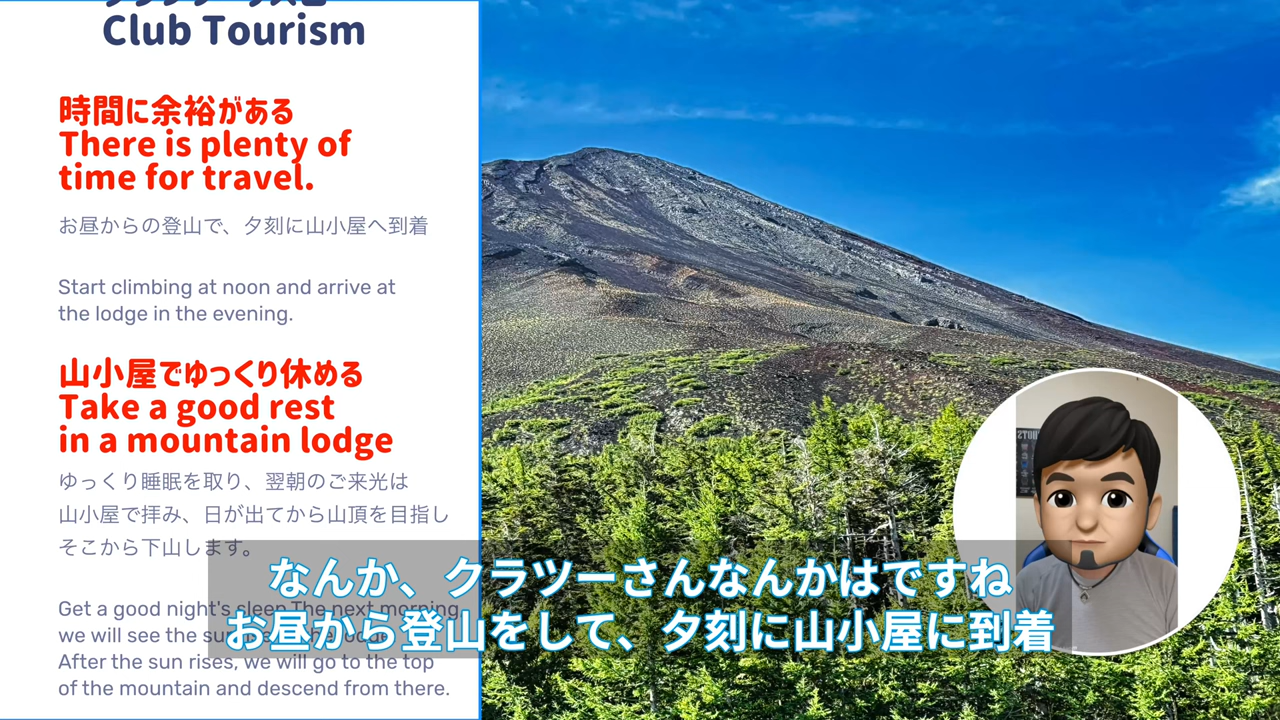 Club Tourism
時間に余裕がある
There is plenty of
time for travel.
お昼からの登山で、夕刻に山小屋へ到着
Start climbing at noon and arrive at
the lodge in the evening.
山小屋でゆっくり休める
Take a good rest
in a mountain lodge
ゆっくり睡眠を取り、翌朝のご来光は
山小屋で拝み、日が出てから山頂を目指し
そこから下山します。
Get a good night's sleep The next morning,
we will see the sun
After the sun rises, we will go to the top
of the mountain and descend from there.
なんか、クラツーさんなんかはですね
お昼から登山をして、夕刻に山小屋に到着